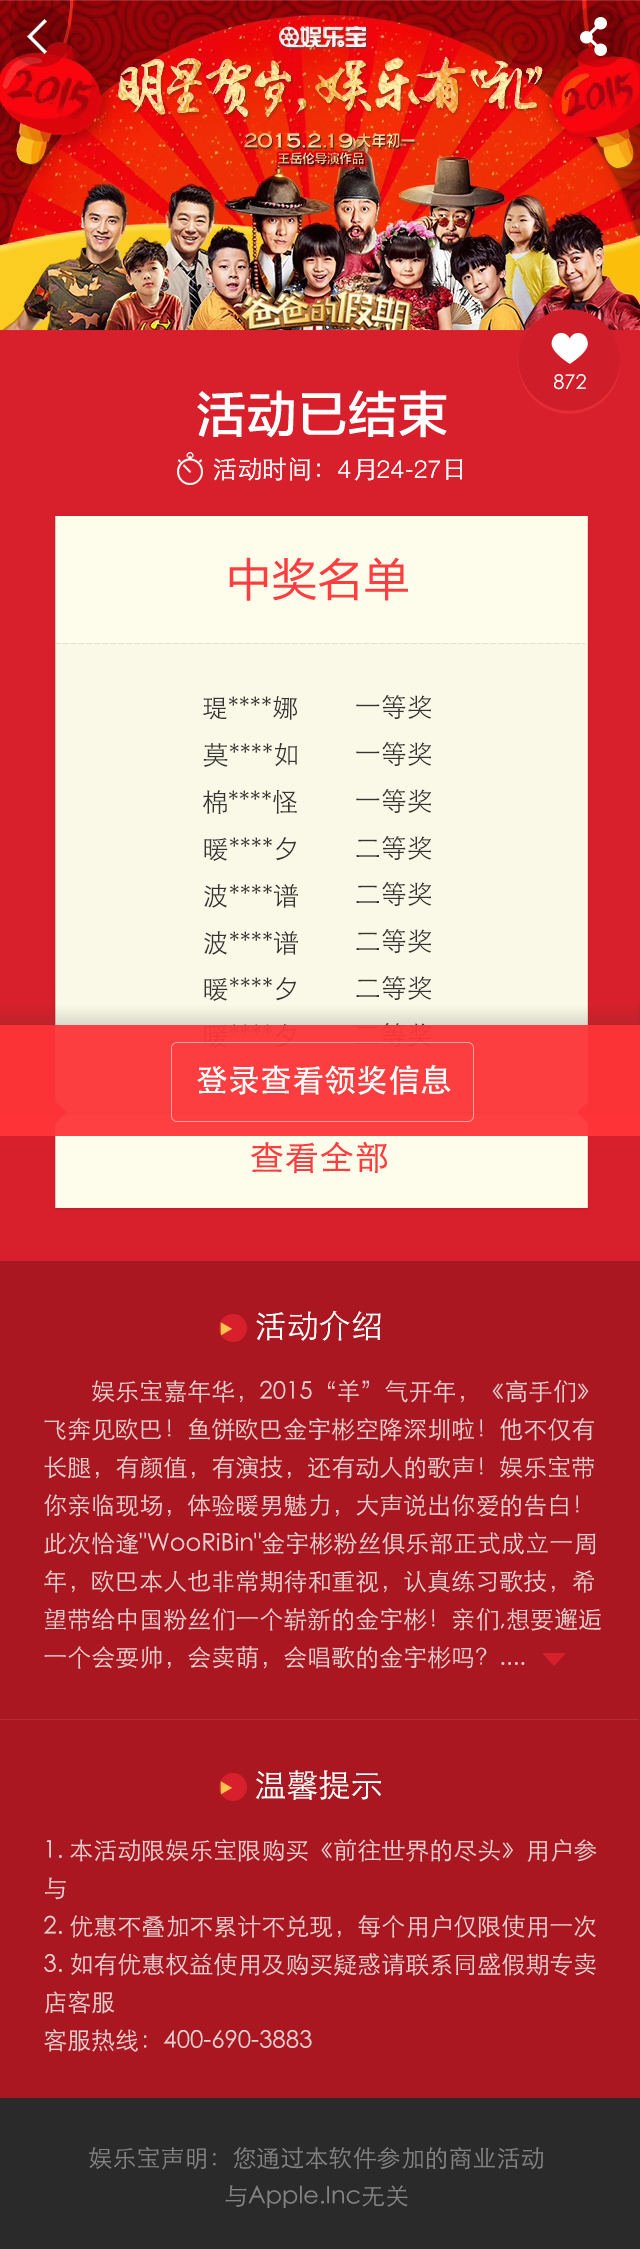 娱乐宝
2015
明星贺岁，娱乐有“礼”
2015
2015.2.19大年初一
王岳伦导演作品
爸爸的假期
872
活动已结束
活动时间：4月24-27日
中奖名单
瑅****娜 一等奖
莫****如 一等奖
棉****怪 一等奖
暖****夕 二等奖
波****谱 二等奖
波****谱 二等奖
暖****夕 二等奖
暖****夕 二等奖
登录查看领奖信息
查看全部
活动介绍
娱乐宝嘉年华，2015“羊”气开年，《高手们》
飞奔见欧巴！鱼饼欧巴金宇彬空降深圳啦！他不仅有
长腿，有颜值，有演技，还有动人的歌声！娱乐宝带
你亲临现场，体验暖男魅力，大声说出你爱的告白！
此次恰逢"WooRiBin"金宇彬粉丝俱乐部正式成立一周
年，欧巴本人也非常期待和重视，认真练习歌技，希
望带给中国粉丝们一个崭新的金宇彬！亲们,想要邂逅
一个会耍帅，会卖萌，会唱歌的金宇彬吗？....
温馨提示
1. 本活动限娱乐宝限购买《前往世界的尽头》用户参
与
2. 优惠不叠加不累计不兑现，每个用户仅限使用一次
3. 如有优惠权益使用及购买疑惑请联系同盛假期专卖
店客服
客服热线：400-690-3883
娱乐宝声明：您通过本软件参加的商业活动
与Apple.Inc无关